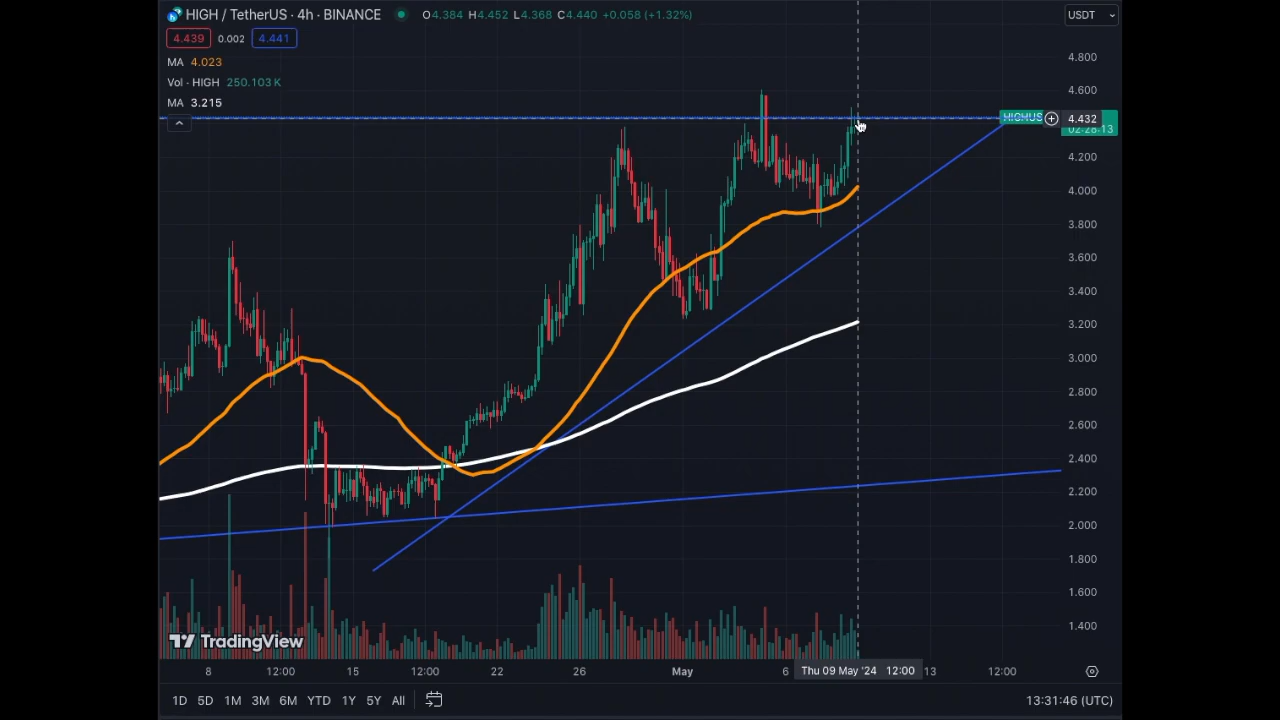 HIGH / TetherUS · 4h · BINANCE O4.384 H4.452 L4.368 C4.440 +0.058 (+1.32%) USDT
4.439 0.002 4.441
MA 4.023
Vol · HIGH 250.103 K
MA 3.215
4.800
4.600
HIGHUS 4.432
02:28:13
4.200
4.000
3.800
3.600
3.400
3.200
3.000
2.800
2.600
2.400
2.200
2.000
1.800
1.600
1.400
TradingView
8 12:00 15 12:00 22 26 May 6 Thu 09 May '24 12:00 13 12:00
1D 5D 1M 3M 6M YTD 1Y 5Y All 13:31:46 (UTC)